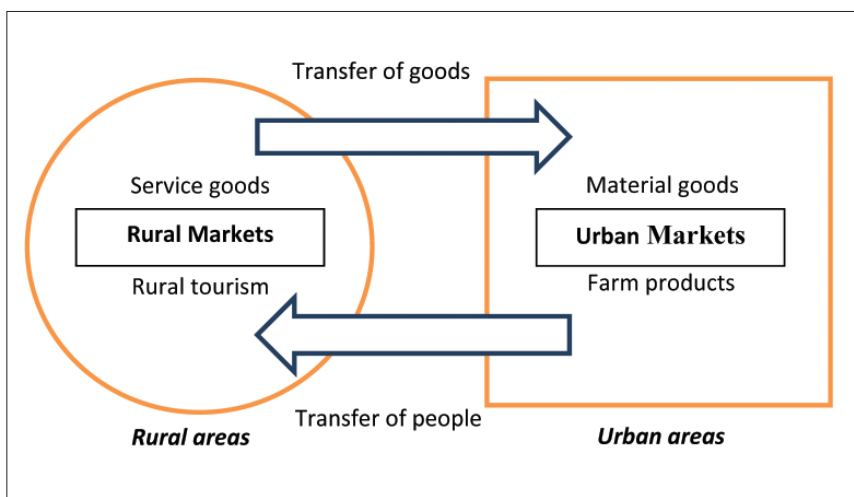 Transfer of goods
Service goods
Rural Markets
Rural tourism
Material goods
Urban Markets
Farm products
Transfer of people
Rural areas
Urban areas